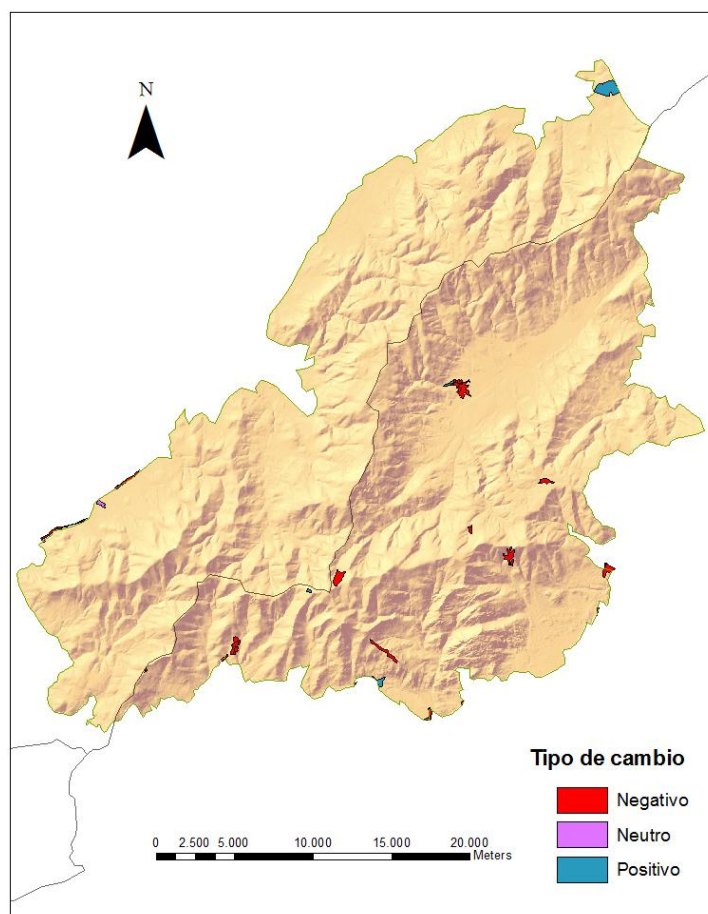 N
Tipo de cambio
Negativo
Neutro
Positivo
0 2.500 5.000 10.000 15.000 20.000
Meters